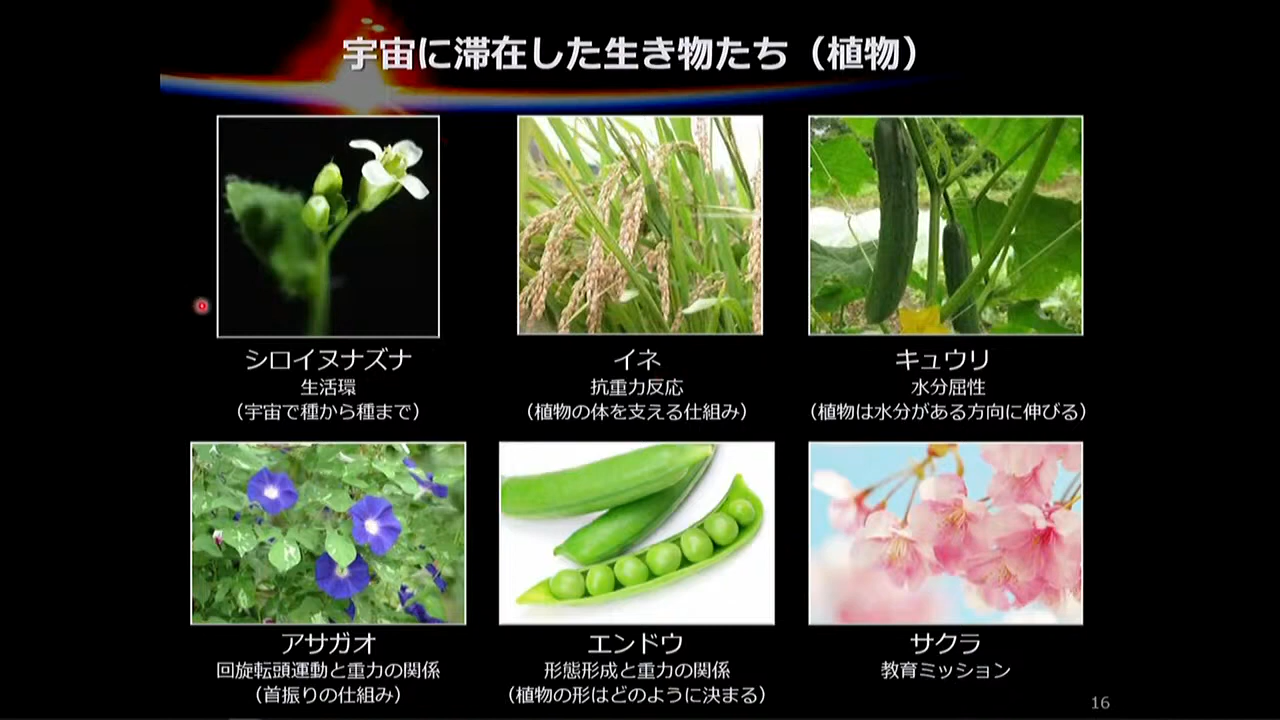 宇宙に滞在した生き物たち（植物）
シロイヌナズナ
生活環
（宇宙で種から種まで）
イネ
抗重力反応
（植物の体を支える仕組み）
キュウリ
水分屈性
（植物は水分がある方向に伸びる）
アサガオ
回旋転頭運動と重力の関係
（首振りの仕組み）
エンドウ
形態形成と重力の関係
（植物の形はどのように決まる）
サクラ
教育ミッション
16